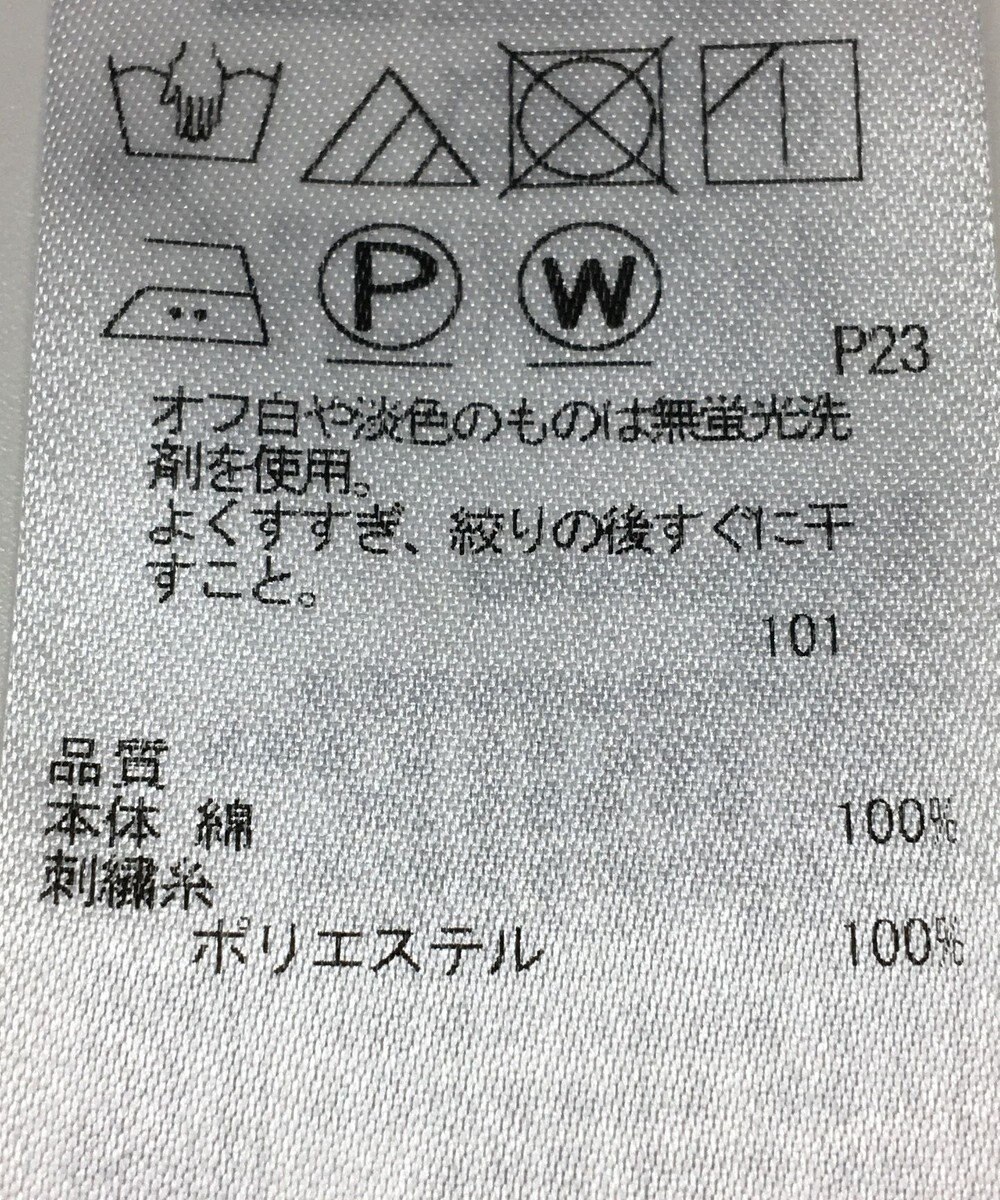 P
W
P23
オフ白や淡色のものは無蛍光洗
剤を使用。
よくすすぎ、絞りの後すぐに干
すこと。
101
品質
本体 綿 100%
刺繍糸
ポリエステル 100%